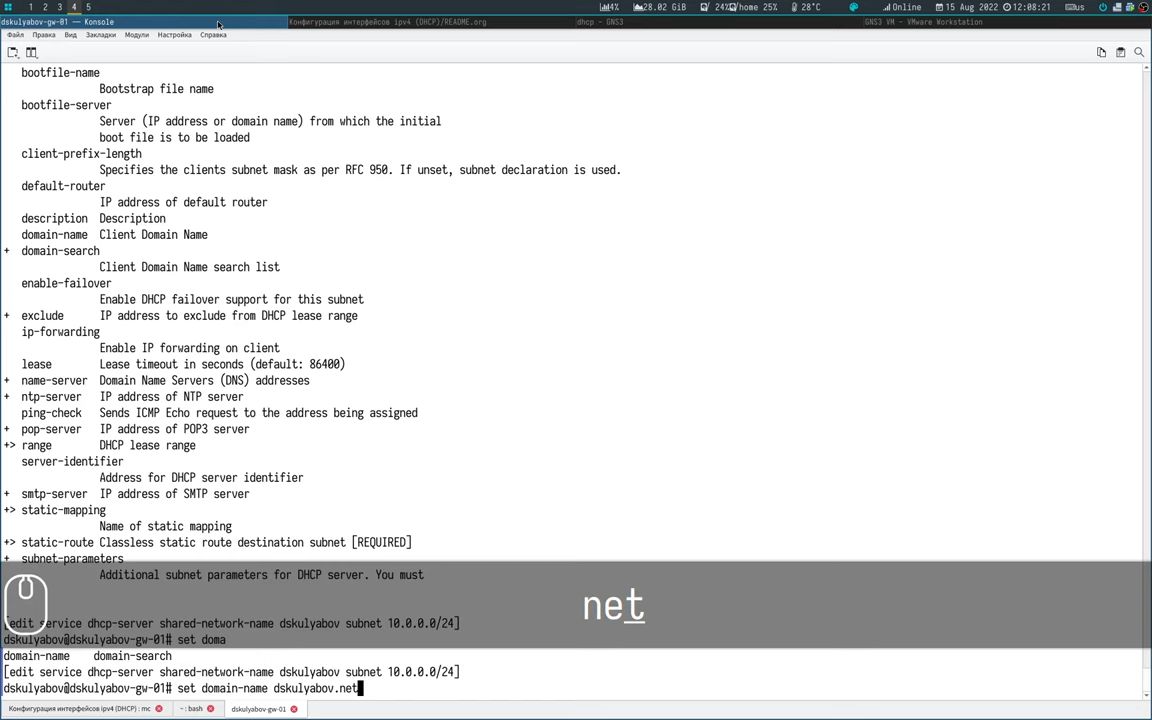 1 2 3 4 5 4% 28.02 GiB 24% /home 25% 28°C Online 15 Aug 2022 12:08:21 us
dskulyabov-gw-01 — Konsole Конфигурация интерфейсов ipv4 (DHCP)/README.org dhcp - GNS3 GNS3 VM - VMware Workstation
Файл Правка Вид Закладки Модули Настройка Справка
bootfile-name
Bootstrap file name
bootfile-server
Server (IP address or domain name) from which the initial
boot file is to be loaded
client-prefix-length
Specifies the clients subnet mask as per RFC 950. If unset, subnet declaration is used.
default-router
IP address of default router
description Description
domain-name Client Domain Name
+ domain-search
Client Domain Name search list
enable-failover
Enable DHCP failover support for this subnet
+ exclude IP address to exclude from DHCP lease range
ip-forwarding
Enable IP forwarding on client
lease Lease timeout in seconds (default: 86400)
+ name-server Domain Name Servers (DNS) addresses
+ ntp-server IP address of NTP server
ping-check Sends ICMP Echo request to the address being assigned
+ pop-server IP address of POP3 server
+> range DHCP lease range
server-identifier
Address for DHCP server identifier
+ smtp-server IP address of SMTP server
+> static-mapping
Name of static mapping
+> static-route Classless static route destination subnet [REQUIRED]
+ subnet-parameters
Additional subnet parameters for DHCP server. You must
net
[edit service dhcp-server shared-network-name dskulyabov subnet 10.0.0.0/24]
dskulyabov@dskulyabov-gw-01# set doma
domain-name domain-search
[edit service dhcp-server shared-network-name dskulyabov subnet 10.0.0.0/24]
dskulyabov@dskulyabov-gw-01# set domain-name dskulyabov.net
Конфигурация интерфейсов ipv4 (DHCP) : mc ~ : bash dskulyabov-gw-01